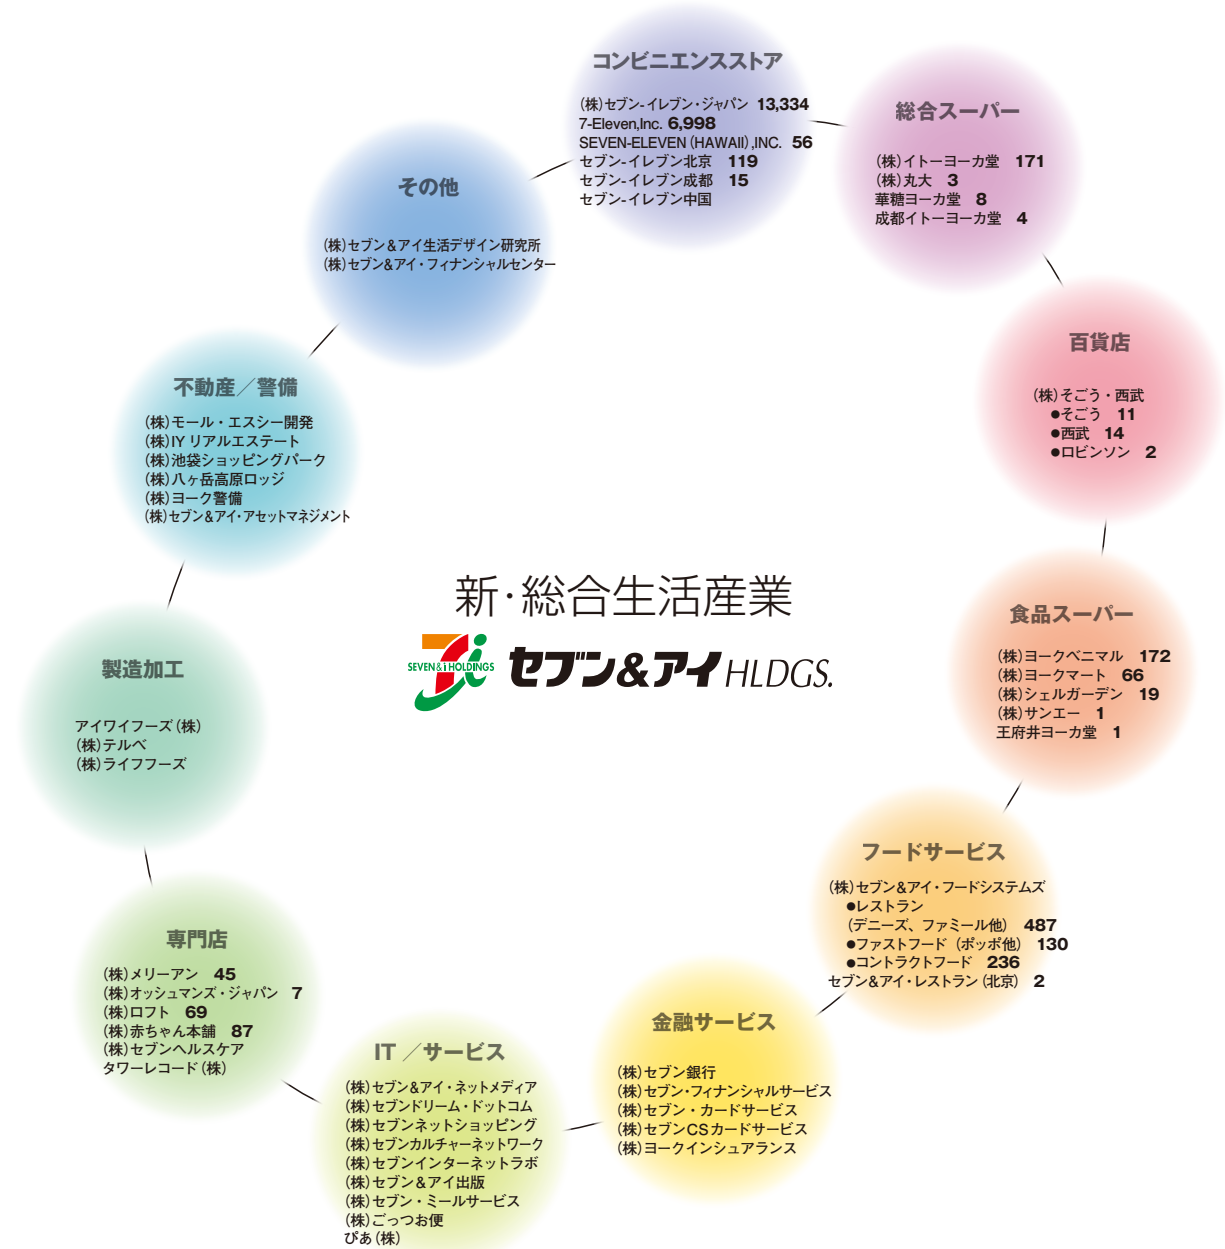 コンビニエンスストア
(株)セブン-イレブン・ジャパン 13,334
7-Eleven,Inc. 6,998
SEVEN-ELEVEN (HAWAII),INC. 56
セブン-イレブン北京 119
セブン-イレブン成都 15
セブン-イレブン中国
総合スーパー
(株)イトーヨーカ堂 171
(株)丸大 3
華糖ヨーカ堂 8
成都イトーヨーカ堂 4
百貨店
(株)そごう・西武
●そごう 11
●西武 14
●ロビンソン 2
食品スーパー
(株)ヨークベニマル 172
(株)ヨークマート 66
(株)シェルガーデン 19
(株)サンエー 1
王府井ヨーカ堂 1
フードサービス
(株)セブン&アイ・フードシステムズ
●レストラン
(デニーズ、ファミール他) 487
●ファストフード (ポッポ他) 130
●コントラクトフード 236
セブン&アイ・レストラン(北京) 2
金融サービス
(株)セブン銀行
(株)セブン・フィナンシャルサービス
(株)セブン・カードサービス
(株)セブンCSカードサービス
(株)ヨークインシュアランス
IT／サービス
(株)セブン&アイ・ネットメディア
(株)セブンドリーム・ドットコム
(株)セブンネットショッピング
(株)セブンカルチャーネットワーク
(株)セブンインターネットラボ
(株)セブン&アイ出版
(株)セブン・ミールサービス
(株)ごっつお便
ぴあ(株)
専門店
(株)メリーアン 45
(株)オッシュマンズ・ジャパン 7
(株)ロフト 69
(株)赤ちゃん本舗 87
(株)セブンヘルスケア
タワーレコード(株)
製造加工
アイワイフーズ(株)
(株)テルベ
(株)ライフフーズ
不動産／警備
(株)モール・エスシー開発
(株)IYリアルエステート
(株)池袋ショッピングパーク
(株)八ヶ岳高原ロッジ
(株)ヨーク警備
(株)セブン&アイ・アセットマネジメント
その他
(株)セブン&アイ生活デザイン研究所
(株)セブン&アイ・フィナンシャルセンター
新・総合生活産業
SEVEN&i HOLDINGS
セブン&アイ HLDGS.